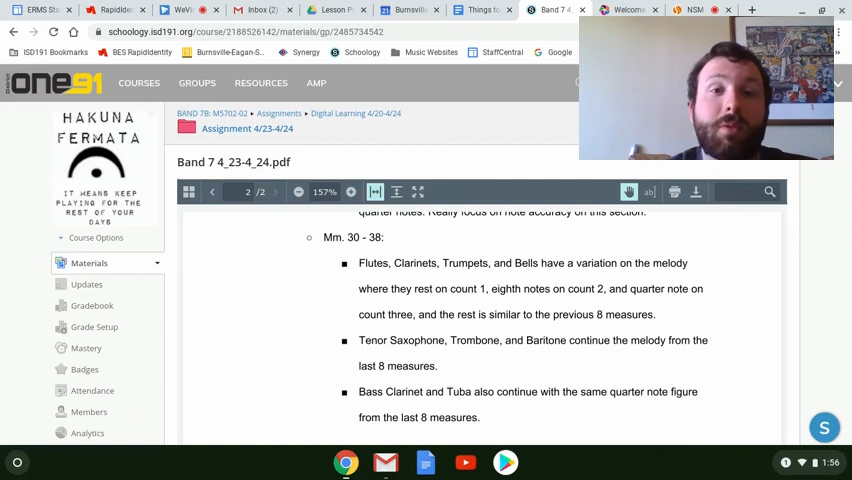 ERMS Sta
RapidIden
WeVi
Inbox (2)
Lesson P
Burnsville
Things to
Band 7 4_
Welcome
NSM
schoology.isd191.org/course/2188526142/materials/gp/2485734542
ISD191 Bookmarks
BES RapidIdentity
Burnsville-Eagan-S...
Synergy
Schoology
Music Websites
StaffCentral
Google
District
one91
COURSES
GROUPS
RESOURCES
AMP
HAKUNA
FERMATA
IT MEANS KEEP
PLAYING FOR THE
REST OF YOUR
DAYS
Course Options
Materials
Updates
Gradebook
Grade Setup
Mastery
Badges
Attendance
Members
Analytics
BAND 7B: M5702-02 ▸ Assignments ▸ Digital Learning 4/20-4/24
Assignment 4/23-4/24
Band 7 4_23-4_24.pdf
2 /2
157%
quarter notes. Really focus on note accuracy on this section.
○ Mm. 30 - 38:
■ Flutes, Clarinets, Trumpets, and Bells have a variation on the melody
where they rest on count 1, eighth notes on count 2, and quarter note on
count three, and the rest is similar to the previous 8 measures.
■ Tenor Saxophone, Trombone, and Baritone continue the melody from the
last 8 measures.
■ Bass Clarinet and Tuba also continue with the same quarter note figure
from the last 8 measures.
S
1
1:56